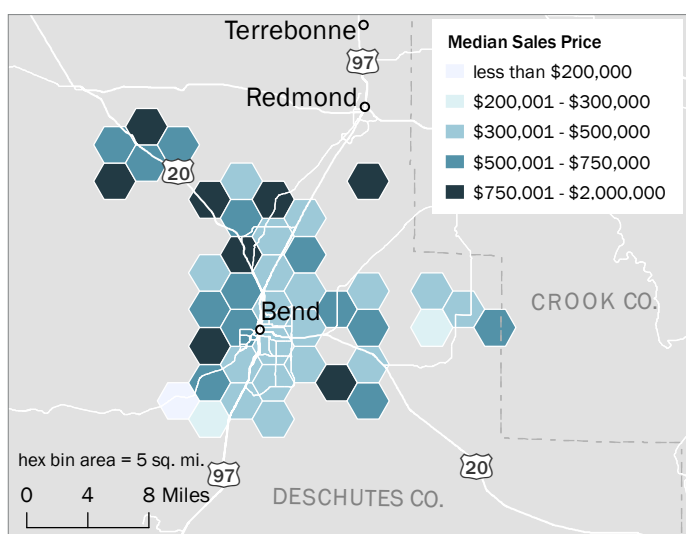 Terrebonne
97
Redmond
Median Sales Price
less than $200,000
$200,001 - $300,000
$300,001 - $500,000
$500,001 - $750,000
$750,001 - $2,000,000
20
CROOK CO.
Bend
hex bin area = 5 sq. mi.
97
20
0 4 8 Miles
DESCHUTES CO.